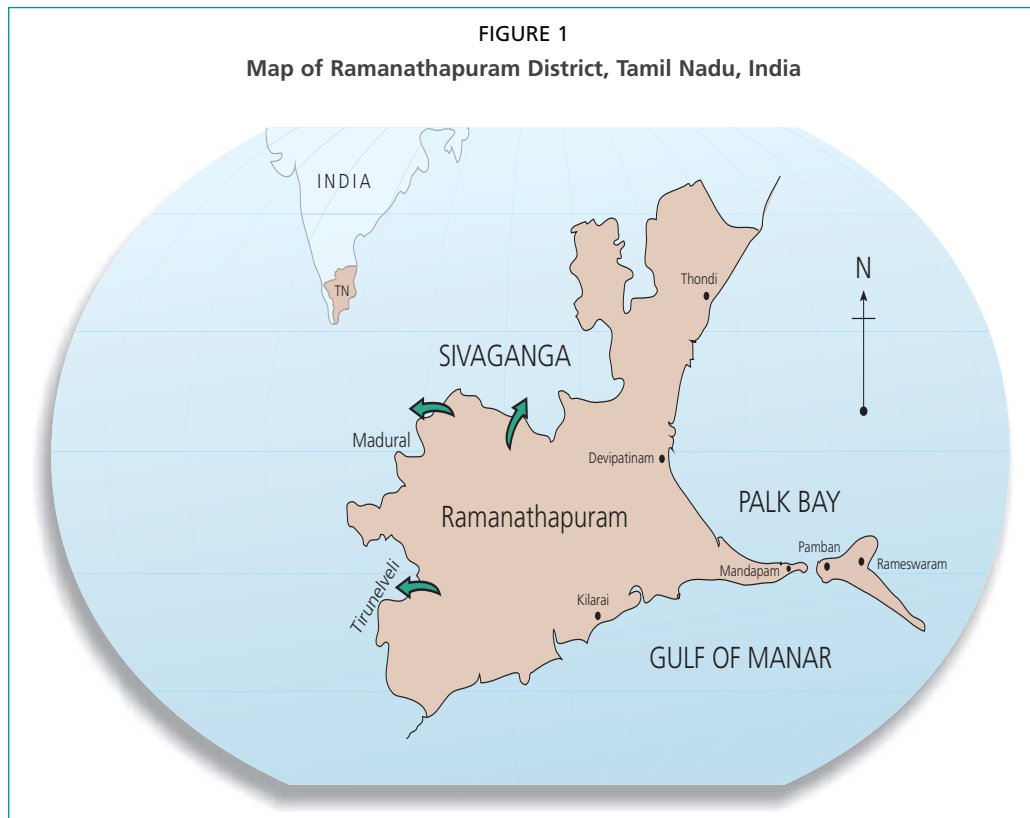 FIGURE 1
Map of Ramanathapuram District, Tamil Nadu, India
INDIA
TN
N
Thondi
SIVAGANGA
Madural
Devipatinam
PALK BAY
Ramanathapuram
Pamban
Rameswaram
Mandapam
Tirunelveli
Kilarai
GULF OF MANAR